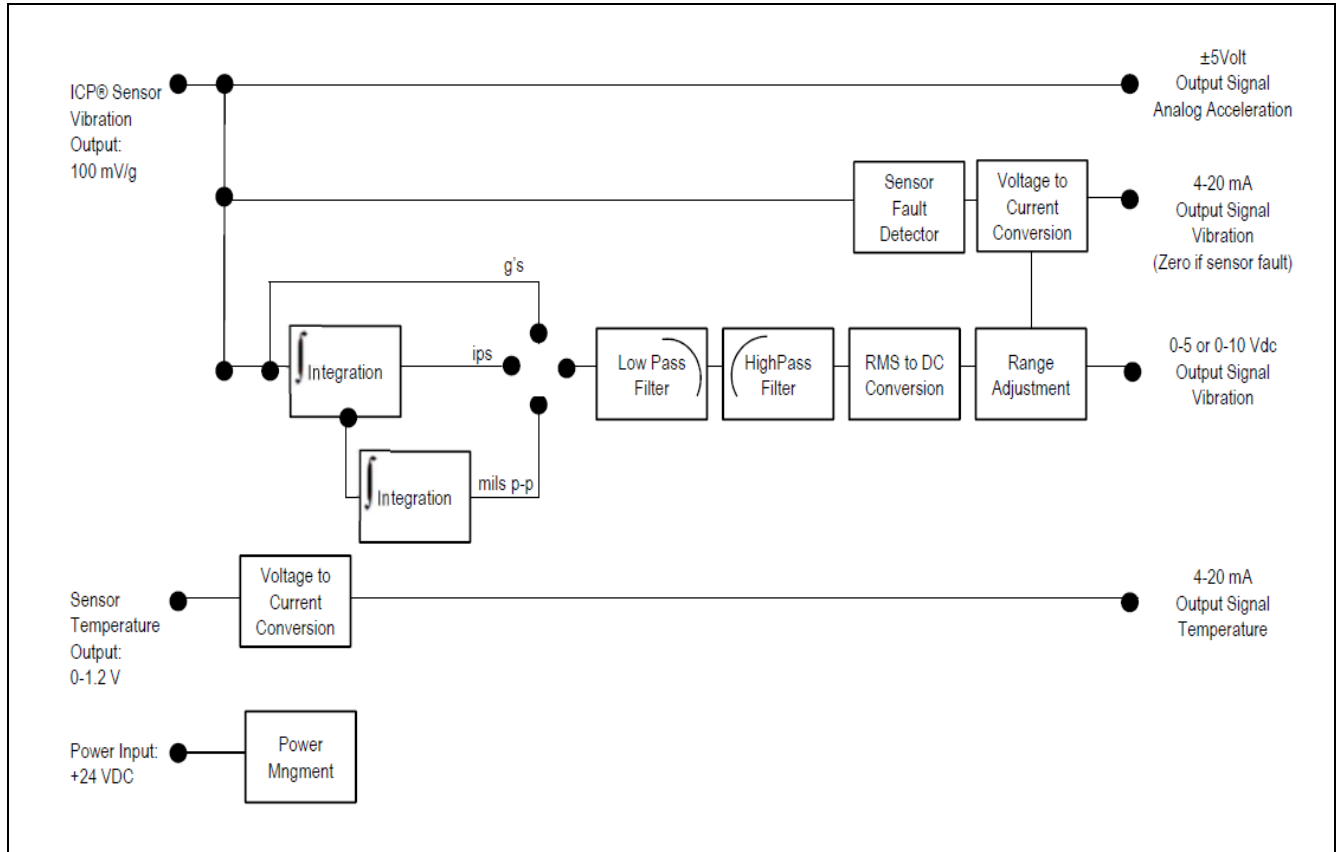 ICP® Sensor
Vibration
Output:
100 mV/g
±5Volt
Output Signal
Analog Acceleration
Sensor
Fault
Detector
Voltage to
Current
Conversion
4-20 mA
Output Signal
Vibration
(Zero if sensor fault)
g's
∫
Integration
ips
Low Pass
Filter
HighPass
Filter
RMS to DC
Conversion
Range
Adjustment
0-5 or 0-10 Vdc
Output Signal
Vibration
∫
Integration
mils p-p
Sensor
Temperature
Output:
0-1.2 V
Voltage to
Current
Conversion
4-20 mA
Output Signal
Temperature
Power Input:
+24 VDC
Power
Mngment